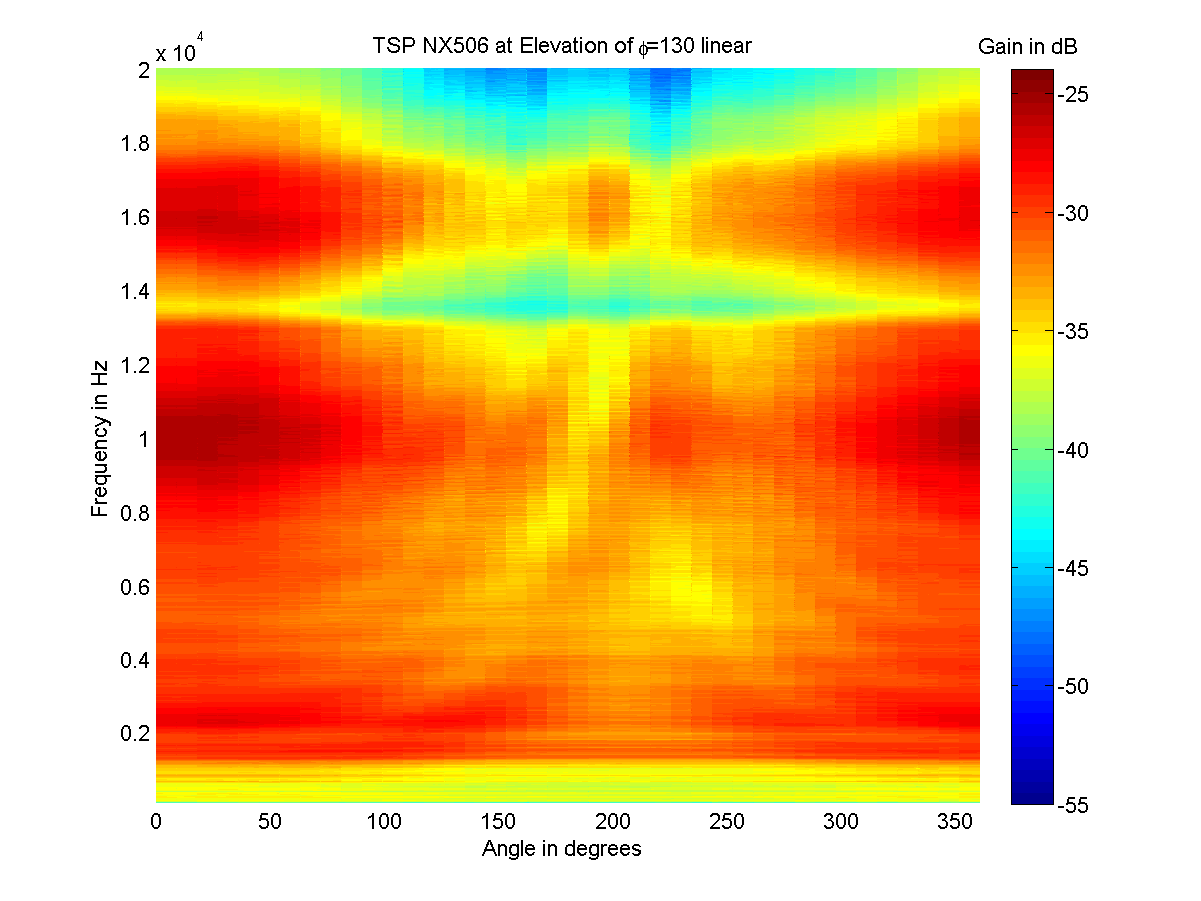 x 10^4
TSP NX506 at Elevation of ϕ=130 linear
Gain in dB
2
1.8
1.6
1.4
1.2
1
0.8
0.6
0.4
0.2
Frequency in Hz
0 50 100 150 200 250 300 350
Angle in degrees
-25
-30
-35
-40
-45
-50
-55